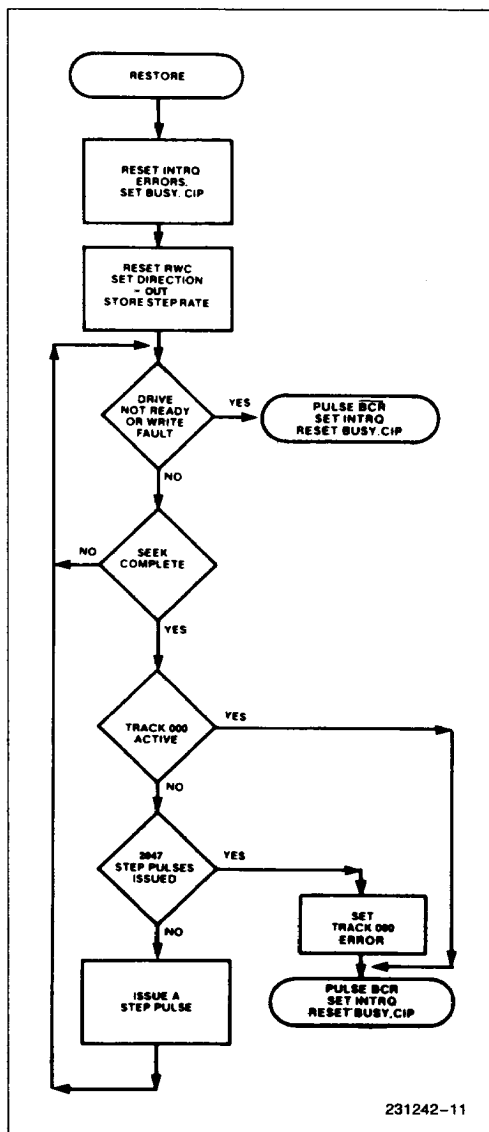 RESTORE
RESET INTRQ
ERRORS.
SET BUSY. CIP
RESET RWC
SET DIRECTION
- OUT
STORE STEP RATE
DRIVE
NOT READY
OR WRITE
FAULT
YES
PULSE BCR
SET INTRQ
RESET BUSY. CIP
NO
SEEK
COMPLETE
NO
YES
TRACK 000
ACTIVE
YES
NO
2047
STEP PULSES
ISSUED
YES
NO
SET
TRACK 000
ERROR
ISSUE A
STEP PULSE
PULSE BCR
SET INTRQ
RESET BUSY, CIP
231242-11